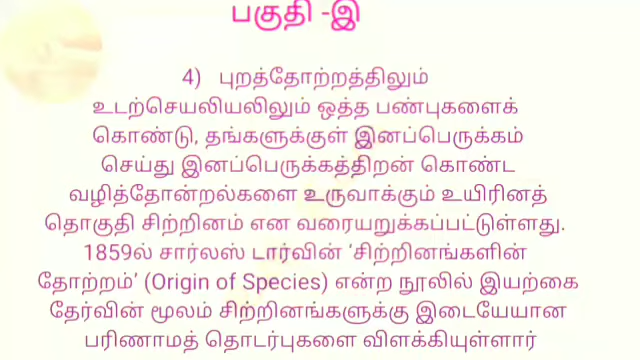 பகுதி -இ
4) புறத்தோற்றத்திலும்
உடற்செயலியலிலும் ஒத்த பண்புகளைக்
கொண்டு, தங்களுக்குள் இனப்பெருக்கம்
செய்து இனப்பெருக்கத்திறன் கொண்ட
வழித்தோன்றல்களை உருவாக்கும் உயிரினத்
தொகுதி சிற்றினம் என வரையறுக்கப்பட்டுள்ளது.
1859ல் சார்லஸ் டார்வின் ‘சிற்றினங்களின்
தோற்றம்’ (Origin of Species) என்ற நூலில் இயற்கை
தேர்வின் மூலம் சிற்றினங்களுக்கு இடையேயான
பரிணாமத் தொடர்புகளை விளக்கியுள்ளார்